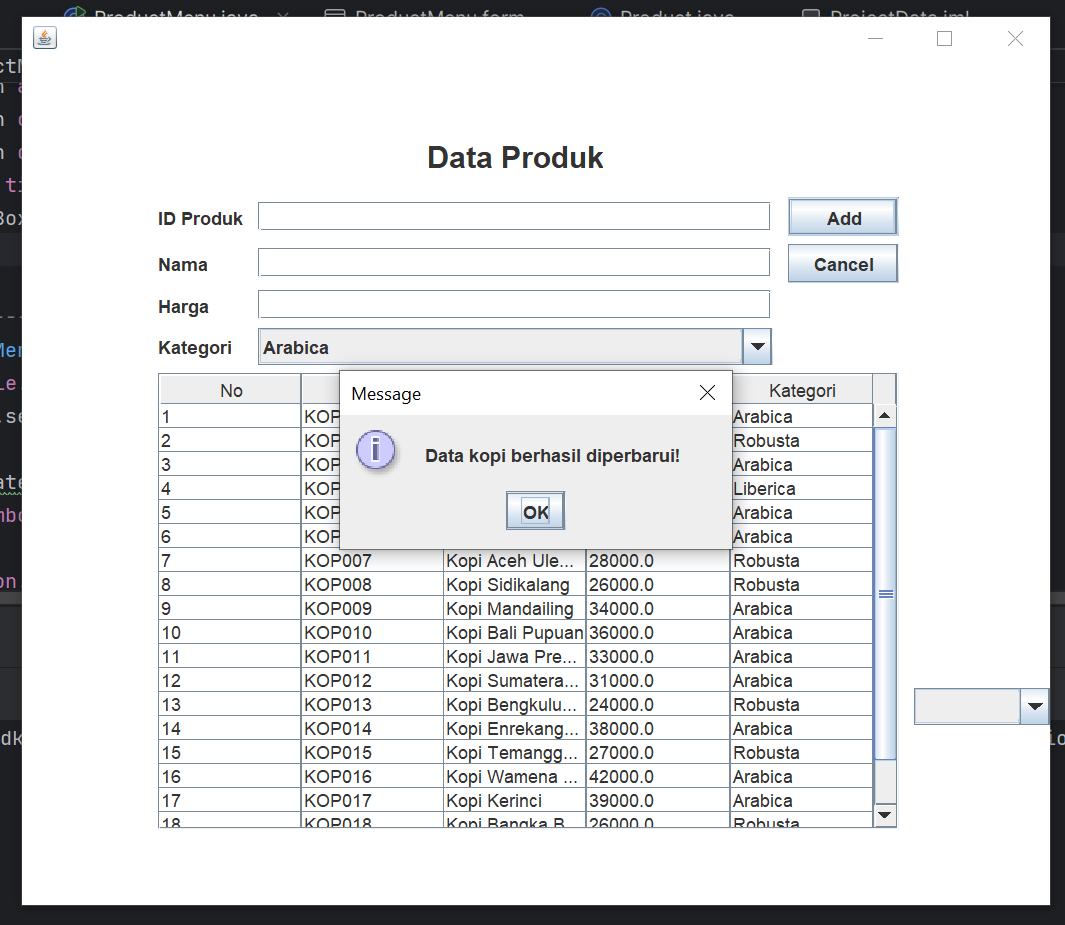 ProductMenu.java ProductMenu.form Product.java ProjectData.iml
Data Produk
ID Produk Add
Nama Cancel
Harga
Kategori Arabica
No Kategori
1 KOP Arabica
2 KOP Robusta
3 KOP Arabica
4 KOP Liberica
5 KOP Arabica
6 KOP Arabica
Message
Data kopi berhasil diperbarui!
OK
7 KOP007 Kopi Aceh Ule... 28000.0 Robusta
8 KOP008 Kopi Sidikalang 26000.0 Robusta
9 KOP009 Kopi Mandailing 34000.0 Arabica
10 KOP010 Kopi Bali Pupuan 36000.0 Arabica
11 KOP011 Kopi Jawa Pre... 33000.0 Arabica
12 KOP012 Kopi Sumatera... 31000.0 Arabica
13 KOP013 Kopi Bengkulu... 24000.0 Robusta
14 KOP014 Kopi Enrekang... 38000.0 Arabica
15 KOP015 Kopi Temangg... 27000.0 Robusta
16 KOP016 Kopi Wamena ... 42000.0 Arabica
17 KOP017 Kopi Kerinci 39000.0 Arabica
18 KOP018 Kopi Bangka B... 26000.0 Robusta